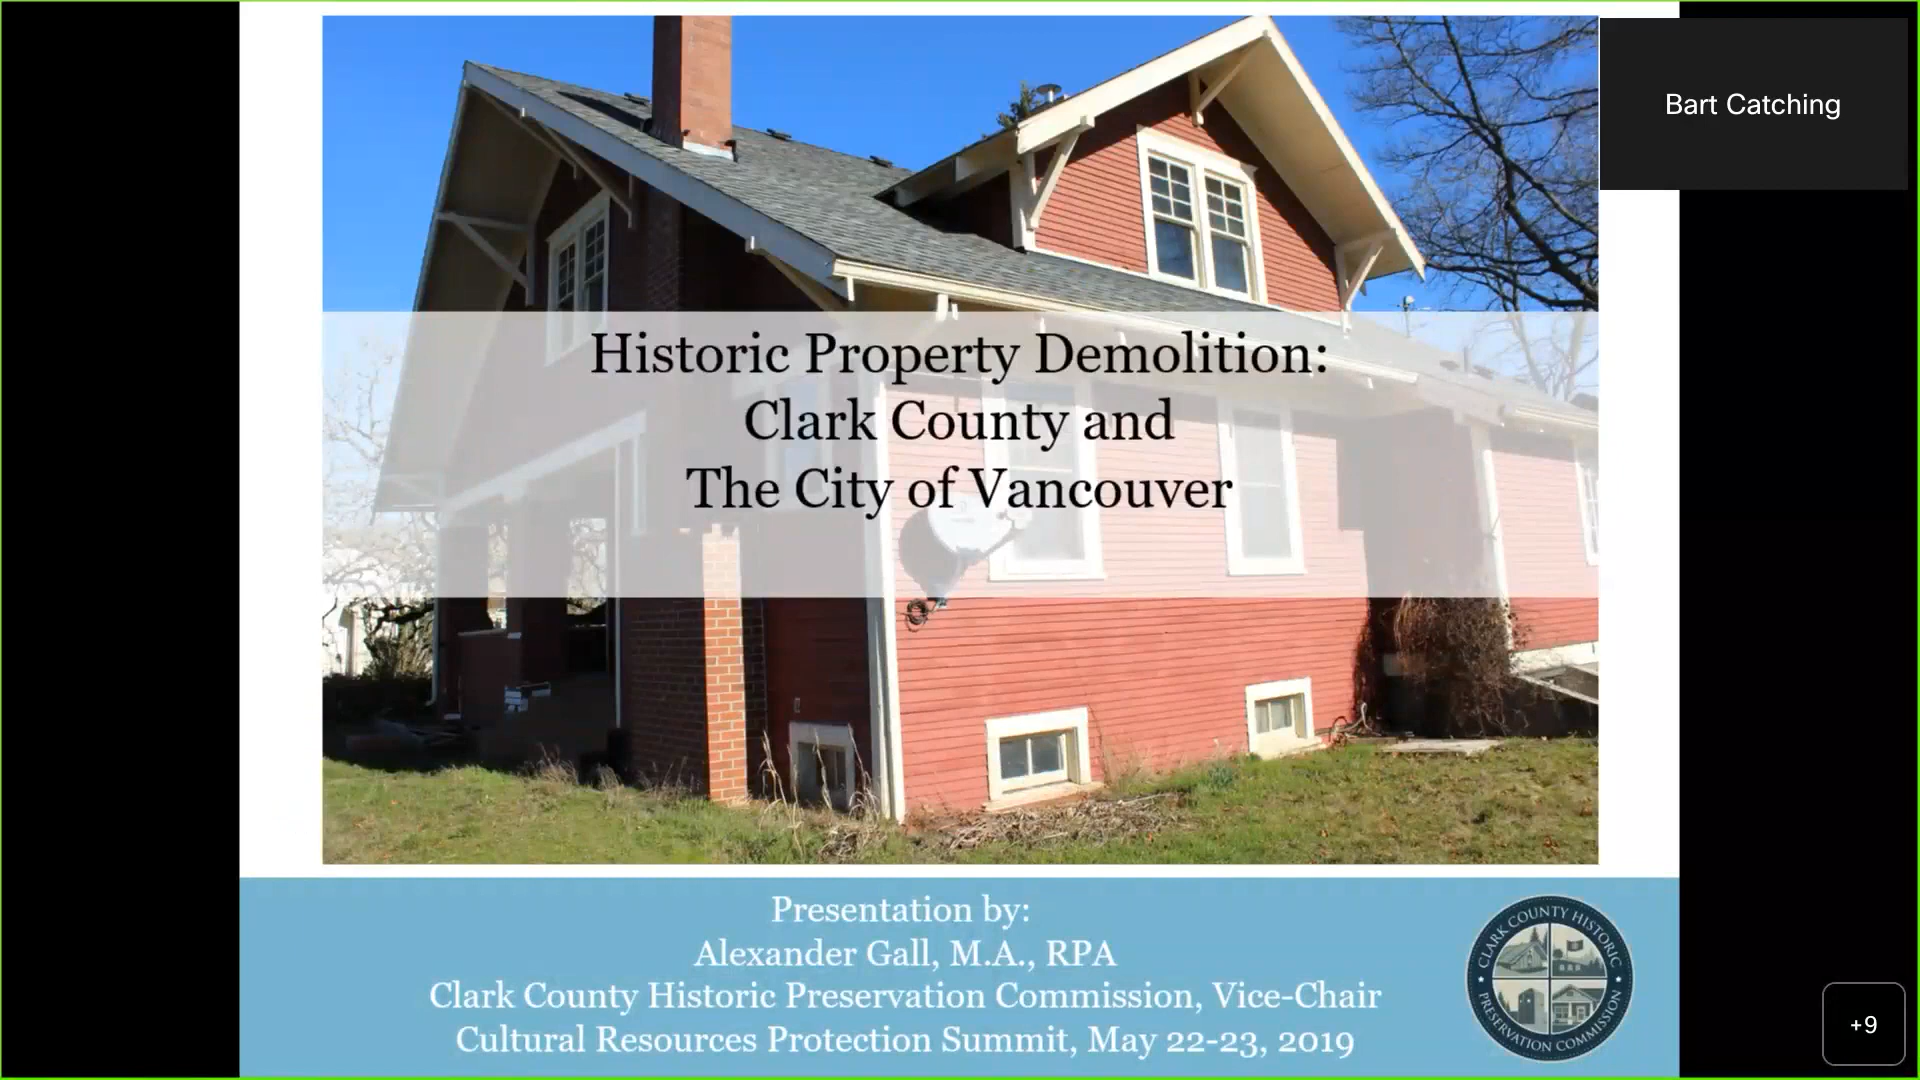 Bart Catching
Historic Property Demolition:
Clark County and
The City of Vancouver
Presentation by:
Alexander Gall, M.A., RPA
Clark County Historic Preservation Commission, Vice-Chair
Cultural Resources Protection Summit, May 22-23, 2019
CLARK COUNTY HISTORIC
PRESERVATION COMMISSION
+9